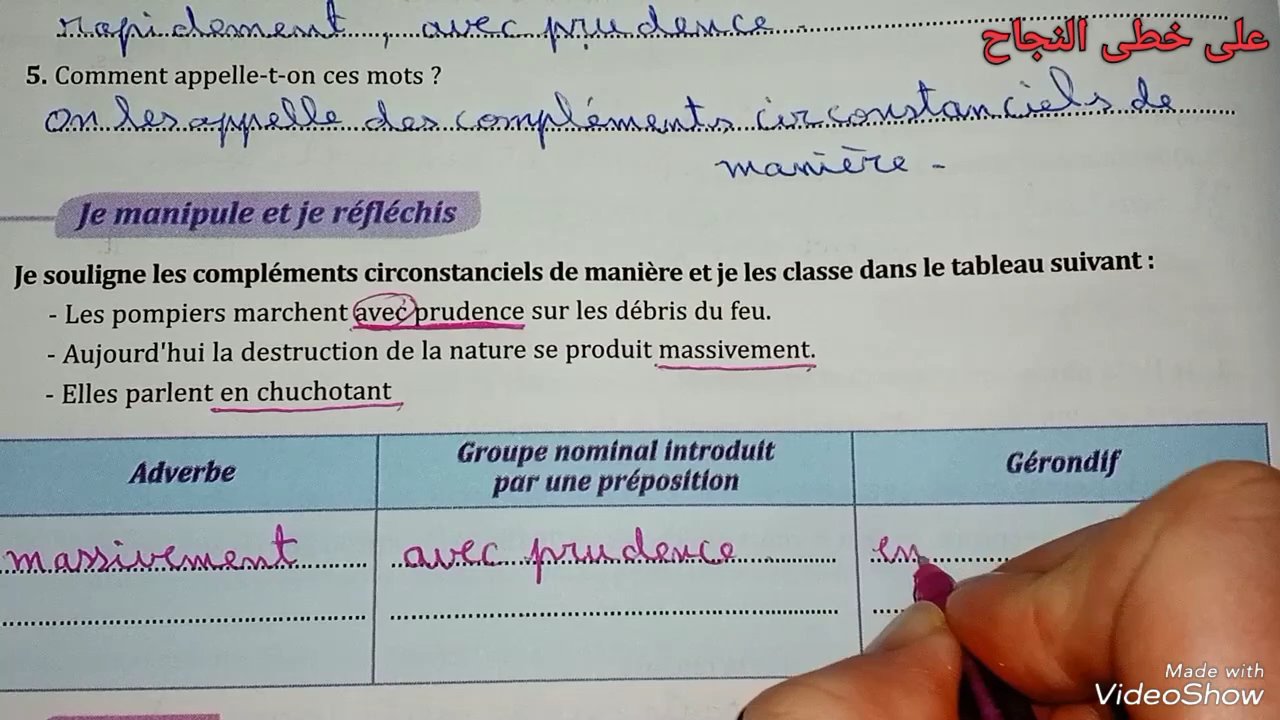 rapidement, avec prudence
على خطى النجاح
5. Comment appelle-t-on ces mots ?
On les appelle des compléments circonstanciels de
manière -
Je manipule et je réfléchis
Je souligne les compléments circonstanciels de manière et je les classe dans le tableau suivant :
- Les pompiers marchent avec prudence sur les débris du feu.
- Aujourd'hui la destruction de la nature se produit massivement.
- Elles parlent en chuchotant
Adverbe
Groupe nominal introduit
par une préposition
Gérondif
massivement
avec prudence
en
Made with
VideoShow